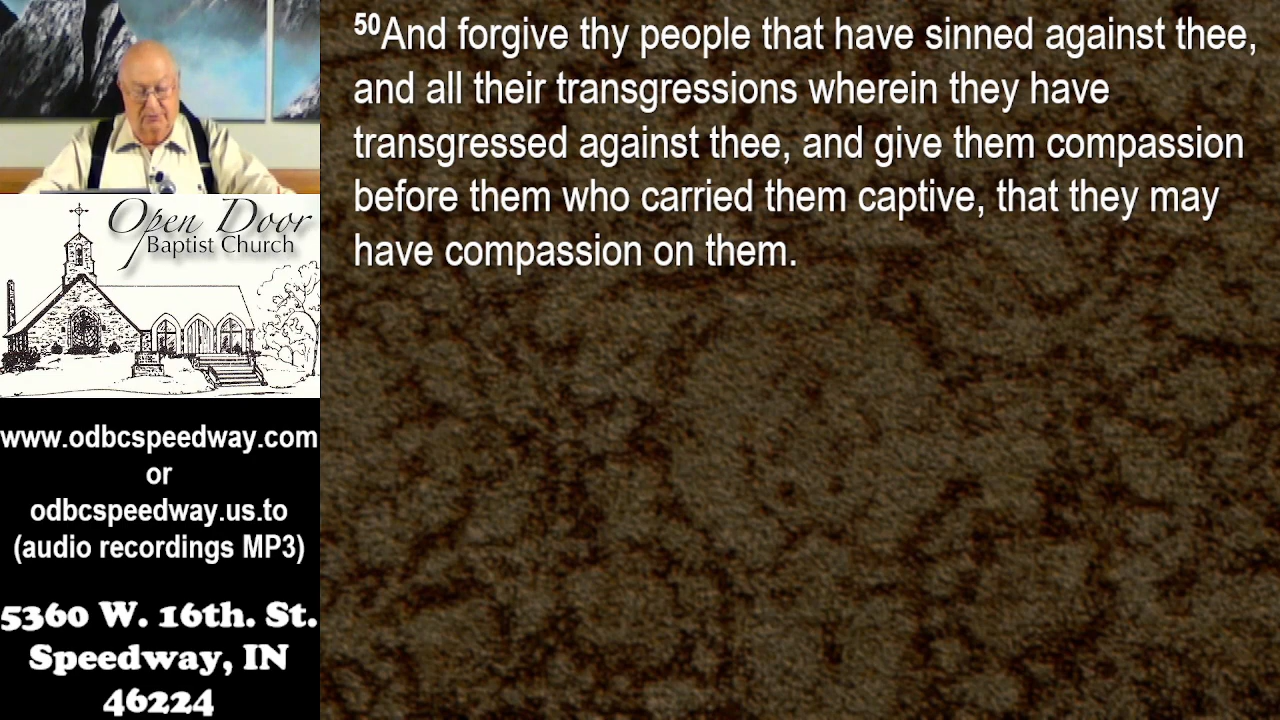 50And forgive thy people that have sinned against thee,
and all their transgressions wherein they have
transgressed against thee, and give them compassion
before them who carried them captive, that they may
have compassion on them.
Open Door
Baptist Church
www.odbcspeedway.com
or
odbcspeedway.us.to
(audio recordings MP3)
5360 W. 16th. St.
Speedway, IN
46224